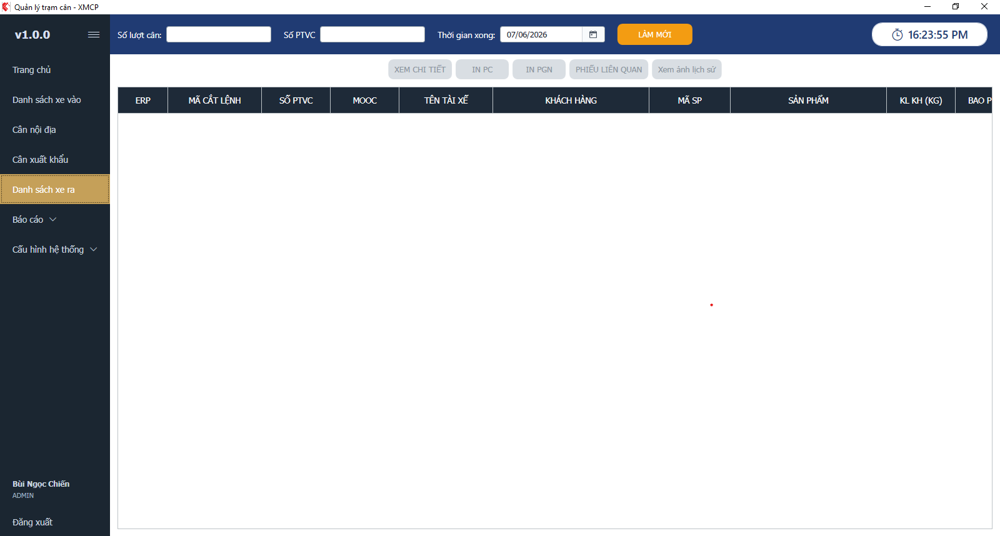 Quản lý trạm cân - XMCP
v1.0.0
Số lượt cân:
Số PTVC
Thời gian xong: 07/06/2026
LÀM MỚI
16:23:55 PM
Trang chủ
Danh sách xe vào
Cân nội địa
Cân xuất khẩu
Danh sách xe ra
Báo cáo
Cấu hình hệ thống
XEM CHI TIẾT
IN PC
IN PGN
PHIẾU LIÊN QUAN
Xem ảnh lịch sử
ERP
MÃ CẮT LỆNH
SỐ PTVC
MOOC
TÊN TÀI XẾ
KHÁCH HÀNG
MÃ SP
SẢN PHẨM
KL KH (KG)
BAO P
Bùi Ngọc Chiến
ADMIN
Đăng xuất